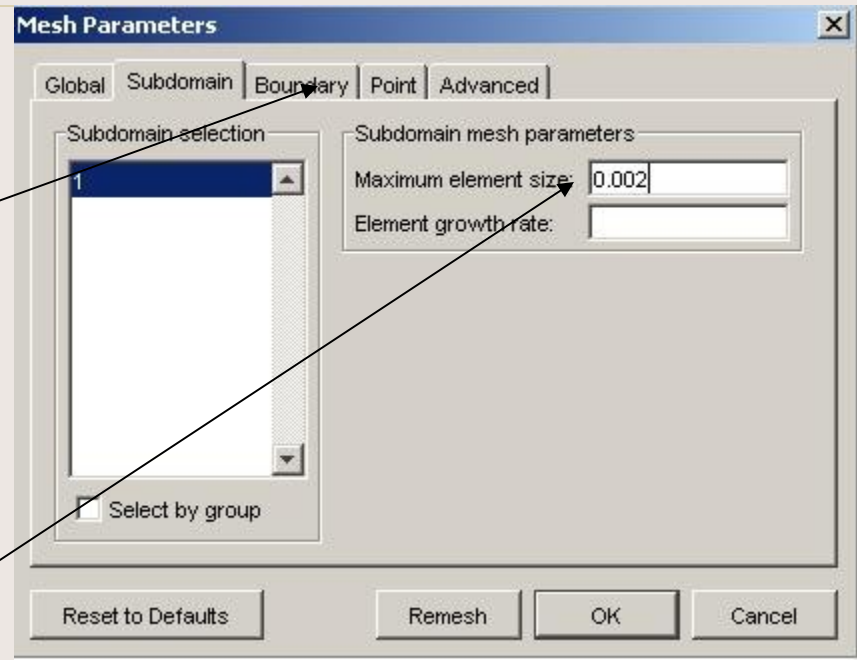 Mesh Parameters
Global Subdomain Boundary Point Advanced
Subdomain selection
1
Select by group
Subdomain mesh parameters
Maximum element size: 0.002
Element growth rate:
Reset to Defaults Remesh OK Cancel